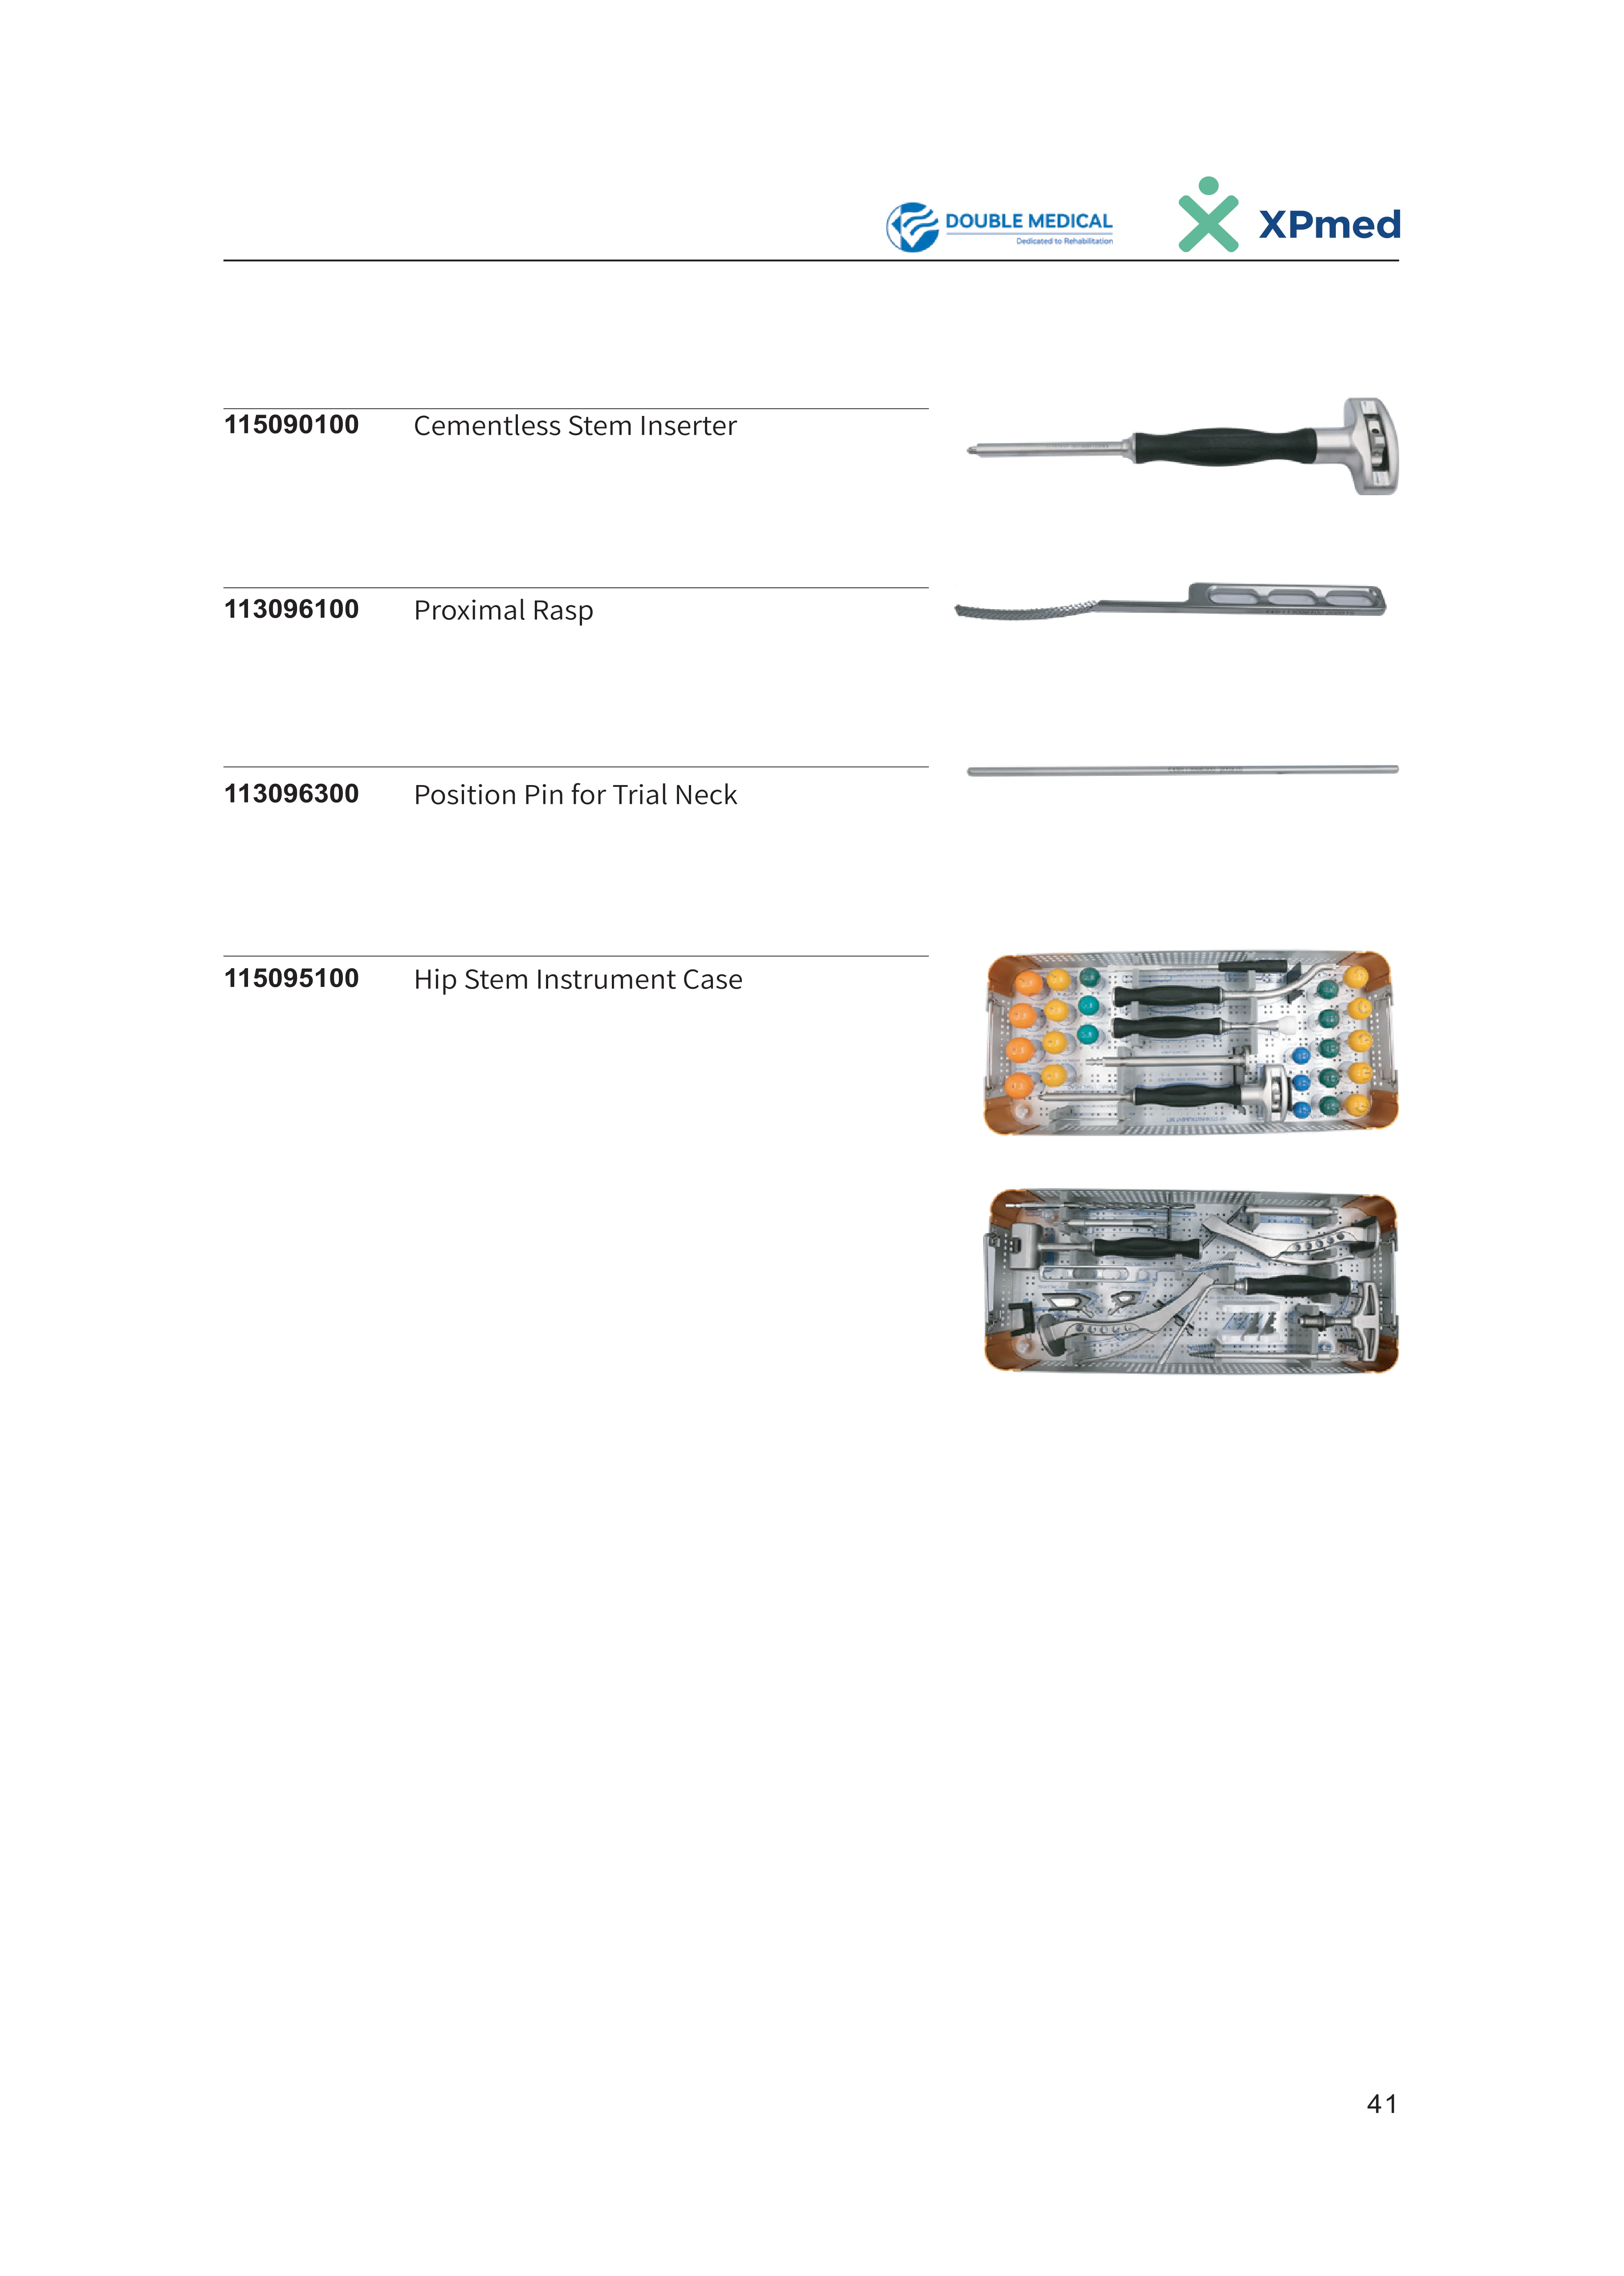 DOUBLE MEDICAL
Dedicated to Rehabilitation
XPmed
115090100 Cementless Stem Inserter
113096100 Proximal Rasp
113096300 Position Pin for Trial Neck
115095100 Hip Stem Instrument Case
41